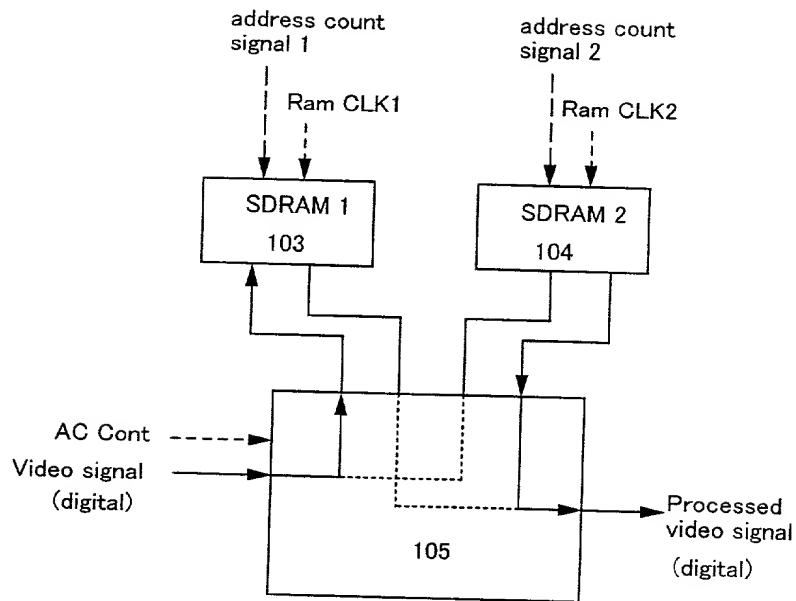 address count
signal 1
address count
signal 2
Ram CLK1
Ram CLK2
SDRAM 1
103
SDRAM 2
104
AC Cont
Video signal
(digital)
105
Processed
video signal
(digital)